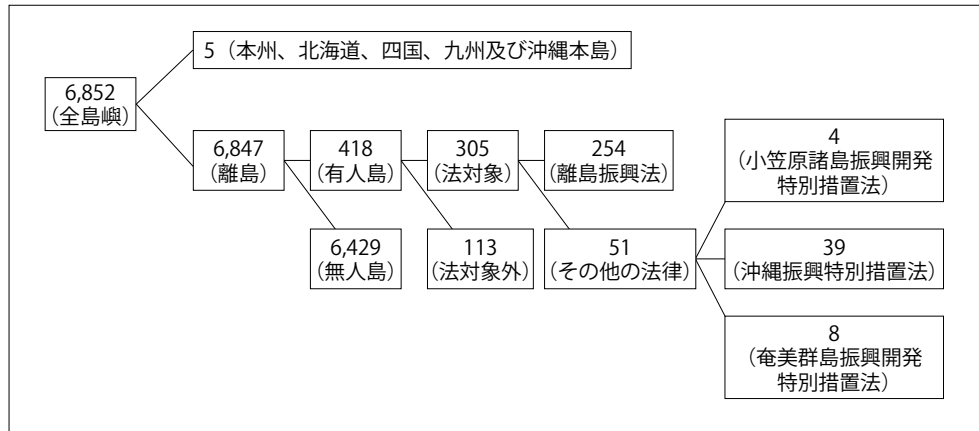 5（本州、北海道、四国、九州及び沖縄本島）
6,852
（全島嶼）
6,847
（離島）
418
（有人島）
305
（法対象）
254
（離島振興法）
4
（小笠原諸島振興開発
特別措置法）
6,429
（無人島）
113
（法対象外）
51
（その他の法律）
39
（沖縄振興特別措置法）
8
（奄美群島振興開発
特別措置法）